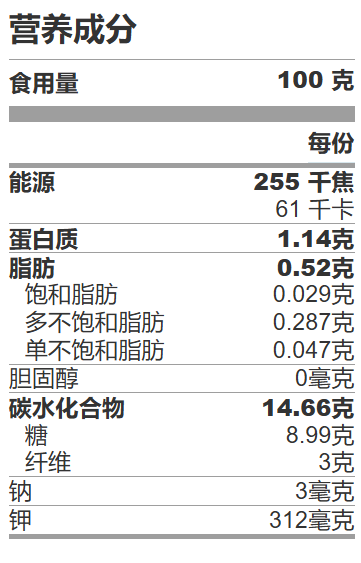 营养成分
食用量 100 克
每份
能源 255 千焦
61 千卡
蛋白质 1.14克
脂肪 0.52克
饱和脂肪 0.029克
多不饱和脂肪 0.287克
单不饱和脂肪 0.047克
胆固醇 0毫克
碳水化合物 14.66克
糖 8.99克
纤维 3克
钠 3毫克
钾 312毫克